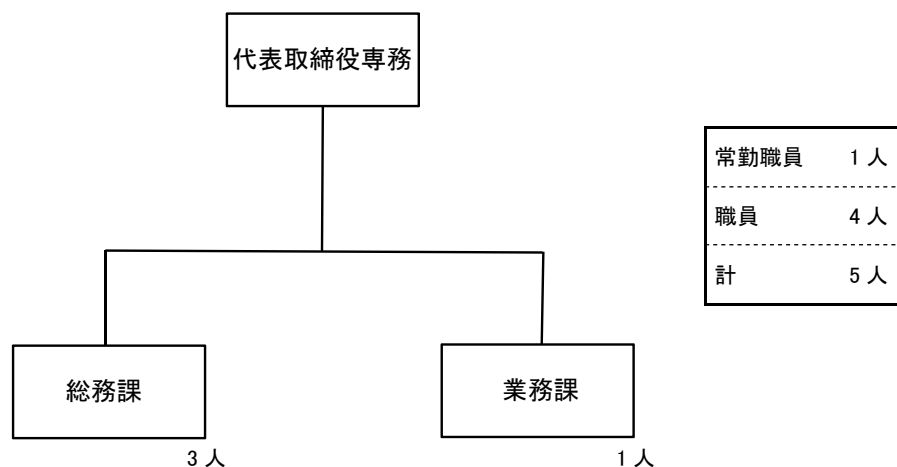 代表取締役専務
常勤職員 1人
職員 4人
計 5人
総務課
3人
業務課
1人